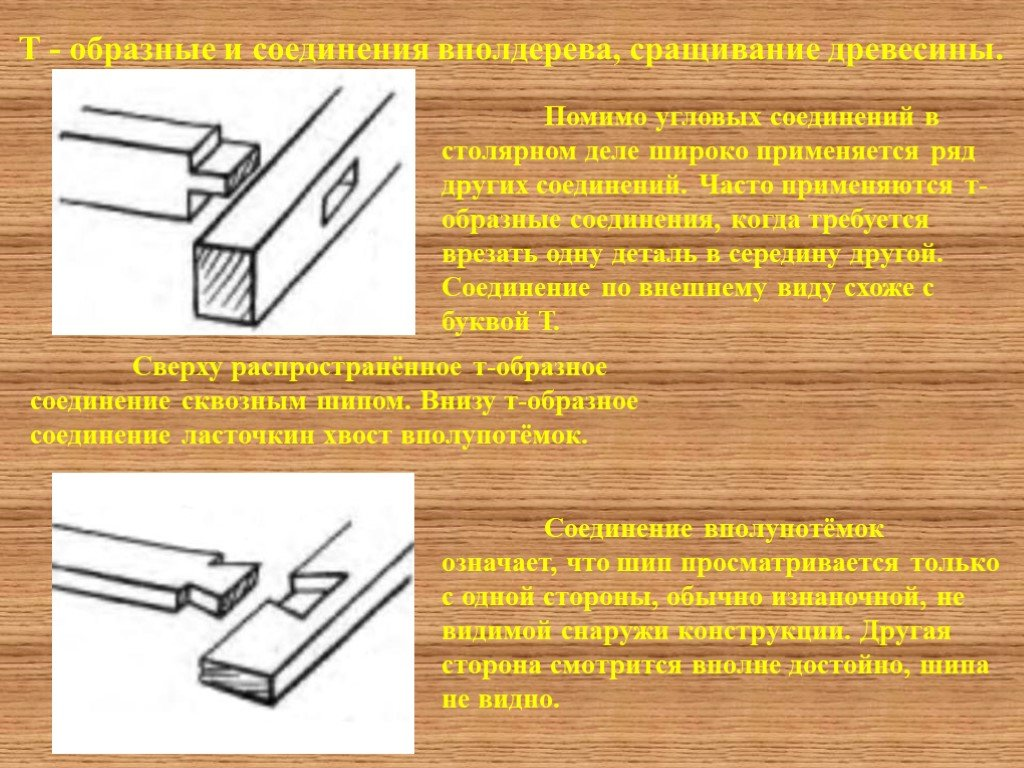 Т - образные и соединения вполдерева, сращивание древесины.
Помимо угловых соединений в
столярном деле широко применяется ряд
других соединений. Часто применяются т-
образные соединения, когда требуется
врезать одну деталь в середину другой.
Соединение по внешнему виду схоже с
буквой Т.
Сверху распространённое т-образное
соединение сквозным шипом. Внизу т-образное
соединение ласточкин хвост вполупотёмок.
Соединение вполунотёмок
означает, что шип просматривается только
с одной стороны, обычно изнаночной, не
видимой снаружи конструкции. Другая
сторона смотрится вполне достойно, шипа
не видно.